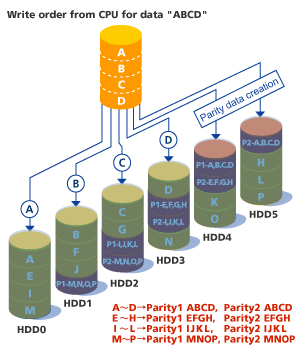 Write order from CPU for data "ABCD"
A
B
C
D
Parity data creation
A
B
C
D
A
E
I
M
HDD0
B
F
J
P1-M,N,O,P
HDD1
C
G
P1-I,J,K,L
P2-M,N,O,P
HDD2
D
P1-E,F,G,H
P2-I,J,K,L
N
HDD3
P1-A,B,C,D
P2-E,F,G,H
K
O
HDD4
P2-A,B,C,D
H
L
P
HDD5
A~D→Parity1 ABCD, Parity2 ABCD
E~H→Parity1 EFGH, Parity2 EFGH
I~L→Parity1 IJKL, Parity2 IJKL
M~P→Parity1 MNOP, Parity2 MNOP